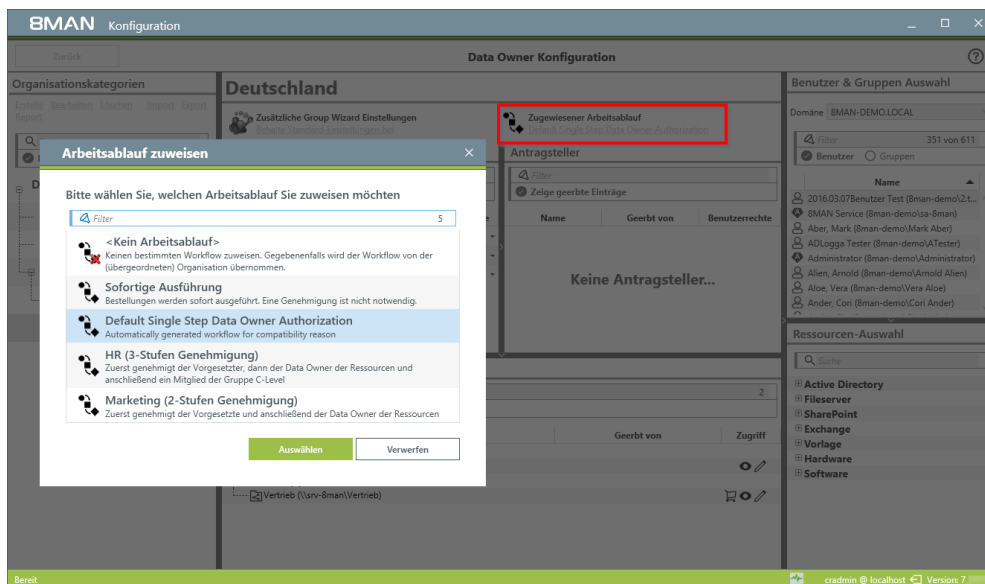 8MAN Konfiguration
Zurück
Data Owner Konfiguration
Organisationskategorien
Erstelle Bearbeiten Löschen Import Export
Report
Deutschland
Zusätzliche Group Wizard Einstellungen
Behalte Standard-Einstellungen bei
Zugewiesener Arbeitsablauf
Default Single Step Data Owner Authorization
Antragsteller
Filter
Zeige geerbte Einträge
Name Geerbt von Benutzerrechte
Keine Antragsteller...
Arbeitsablauf zuweisen
Bitte wählen Sie, welchen Arbeitsablauf Sie zuweisen möchten
Filter 5
<Kein Arbeitsablauf>
Keinen bestimmten Workflow zuweisen. Gegebenenfalls wird der Workflow von der
(übergeordneten) Organisation übernommen.
Sofortige Ausführung
Bestellungen werden sofort ausgeführt. Eine Genehmigung ist nicht notwendig.
Default Single Step Data Owner Authorization
Automatically generated workflow for compatibility reason
HR (3-Stufen Genehmigung)
Zuerst genehmigt der Vorgesetzter, dann der Data Owner der Ressourcen und
anschließend ein Mitglied der Gruppe C-Level
Marketing (2-Stufen Genehmigung)
Zuerst genehmigt der Vorgesetzte und anschließend der Data Owner der Ressourcen
Auswählen Verwerfen
2
Geerbt von Zugriff
Vertrieb (\\srv-8man\Vertrieb)
Benutzer & Gruppen Auswahl
Domäne 8MAN-DEMO.LOCAL
Filter 351 von 611
Benutzer Gruppen
Name
2016.03.07Benutzer Test (8man-demo\2.t...
8MAN Service (8man-demo\sa-8man)
Aber, Mark (8man-demo\Mark Aber)
ADLogga Tester (8man-demo\ATester)
Administrator (8man-demo\Administrator)
Alien, Arnold (8man-demo\Arnold Alien)
Aloe, Vera (8man-demo\Vera Aloe)
Ander, Cori (8man-demo\Cori Ander)
Ressourcen-Auswahl
Suche
Active Directory
Fileserver
SharePoint
Exchange
Vorlage
Hardware
Software
Bereit
cradmin @ localhost Version: 7